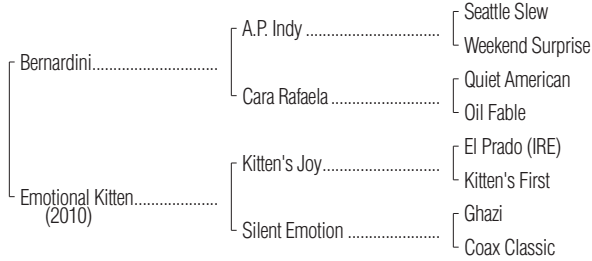 Seattle Slew
A.P. Indy ..............................
Weekend Surprise
Bernardini...............................
Quiet American
Cara Rafaela .........................
Oil Fable
El Prado (IRE)
Kitten's Joy...........................
Kitten's First
Emotional Kitten.....................
(2010)
Ghazi
Silent Emotion .....................
Coax Classic